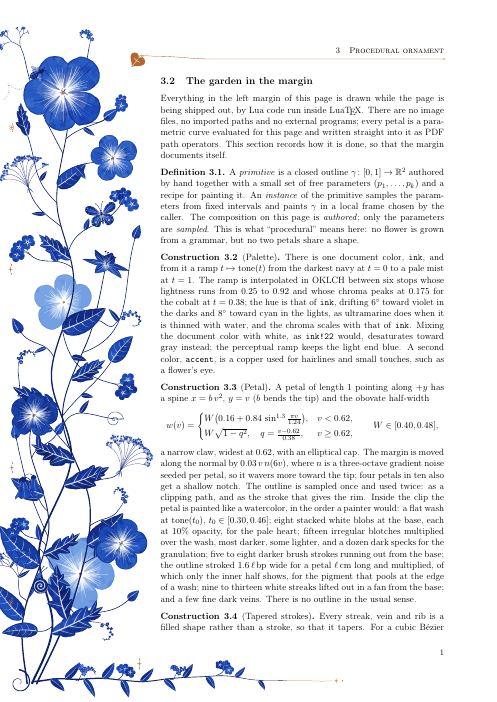 3 PROCEDURAL ORNAMENT
3.2 The garden in the margin
Everything in the left margin of this page is drawn while the page is
being shipped out, by Lua code run inside LuaTEX. There are no image
files, no imported paths and no external programs; every petal is a para-
metric curve evaluated for this page and written straight into it as PDF
path operators. This section records how it is done, so that the margin
documents itself.
Definition 3.1. A primitive is a closed outline γ: [0, 1] → ℝ² authored
by hand together with a small set of free parameters (p₁, . . . , pₖ) and a
recipe for painting it. An instance of the primitive samples the param-
eters from fixed intervals and paints γ in a local frame chosen by the
caller. The composition on this page is authored; only the parameters
are sampled. This is what “procedural” means here: no flower is grown
from a grammar, but no two petals share a shape.
Construction 3.2 (Palette). There is one document color, ink, and
from it a ramp t ↦ tone(t) from the darkest navy at t = 0 to a pale mist
at t = 1. The ramp is interpolated in OKLCH between six stops whose
lightness runs from 0.25 to 0.92 and whose chroma peaks at 0.175 for
the cobalt at t = 0.38; the hue is that of ink, drifting 6° toward violet in
the darks and 8° toward cyan in the lights, as ultramarine does when it
is thinned with water, and the chroma scales with that of ink. Mixing
the document color with white, as ink!22 would, desaturates toward
gray instead; the perceptual ramp keeps the light end blue. A second
color, accent, is a copper used for hairlines and small touches, such as
a flower’s eye.
Construction 3.3 (Petal). A petal of length 1 pointing along +y has
a spine x = b v², y = v (b bends the tip) and the obovate half-width
w(v) = { W(0.16 + 0.84 sin^1.3 πv/1.24), v < 0.62,
W√(1 − q²), q = (v−0.62)/0.38, v ≥ 0.62, W ∈ [0.40, 0.48],
a narrow claw, widest at 0.62, with an elliptical cap. The margin is moved
along the normal by 0.03 v n(6v), where n is a three-octave gradient noise
seeded per petal, so it wavers more toward the tip; four petals in ten also
get a shallow notch. The outline is sampled once and used twice: as a
clipping path, and as the stroke that gives the rim. Inside the clip the
petal is painted like a watercolor, in the order a painter would: a flat wash
at tone(t₀), t₀ ∈ [0.30, 0.46]; eight stacked white blobs at the base, each
at 10% opacity, for the pale heart; fifteen irregular blotches multiplied
over the wash, most darker, some lighter, and a dozen dark specks for the
granulation; five to eight darker brush strokes running out from the base;
the outline stroked 1.6 ℓ bp wide for a petal ℓ cm long and multiplied, of
which only the inner half shows, for the pigment that pools at the edge
of a wash; nine to thirteen white streaks lifted out in a fan from the base;
and a few fine dark veins. There is no outline in the usual sense.
Construction 3.4 (Tapered strokes). Every streak, vein and rib is a
filled shape rather than a stroke, so that it tapers. For a cubic Bézier
1